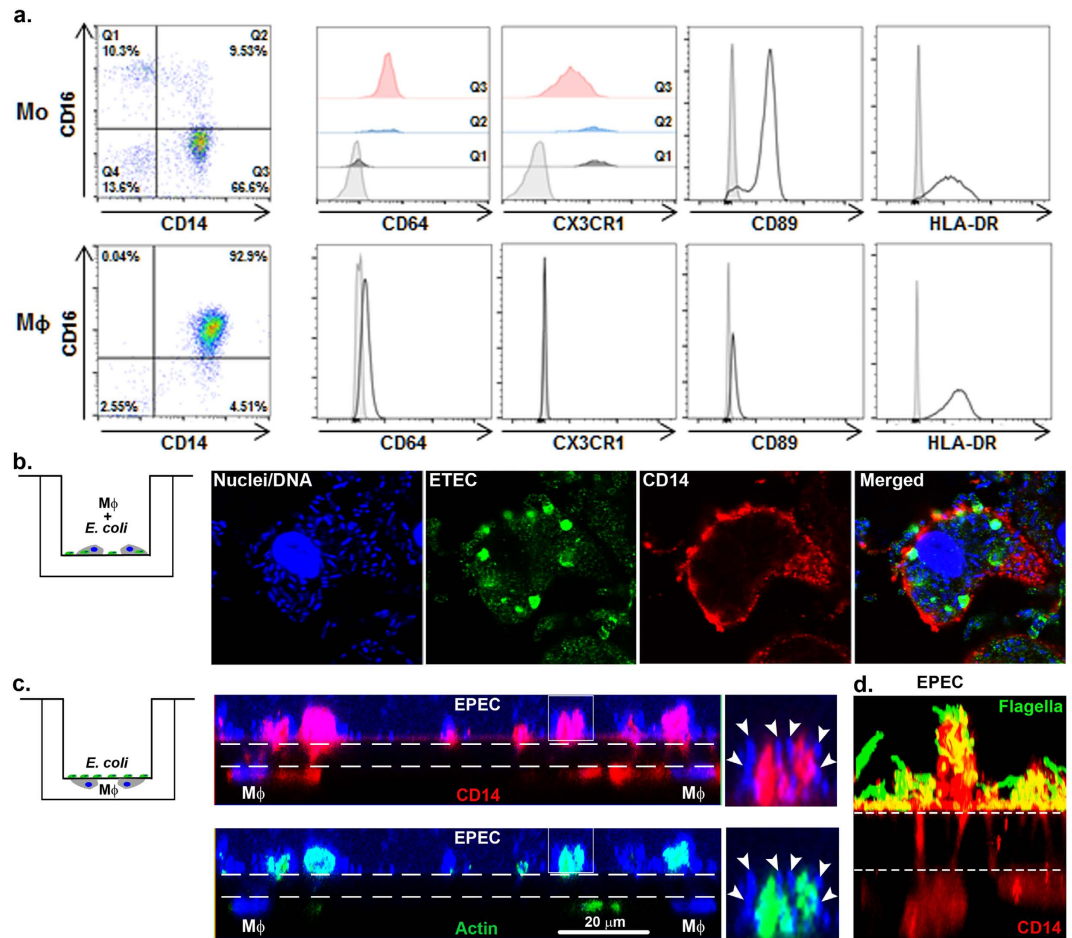 a.
Q1
10.3%
Q2
9.53%
Q4
13.6%
Q3
66.6%
Mo
CD16
CD14
Q3
Q2
Q1
CD64
Q3
Q2
Q1
CX3CR1
CD89
HLA-DR
0.04%
92.9%
2.55%
4.51%
Mϕ
CD16
CD14
CD64
CX3CR1
CD89
HLA-DR
b.
Mϕ
+
E. coli
Nuclei/DNA
ETEC
CD14
Merged
c.
E. coli
Mϕ
EPEC
Mϕ
CD14
Mϕ
EPEC
Mϕ
Actin
20 μm
Mϕ
d.
EPEC
Flagella
CD14